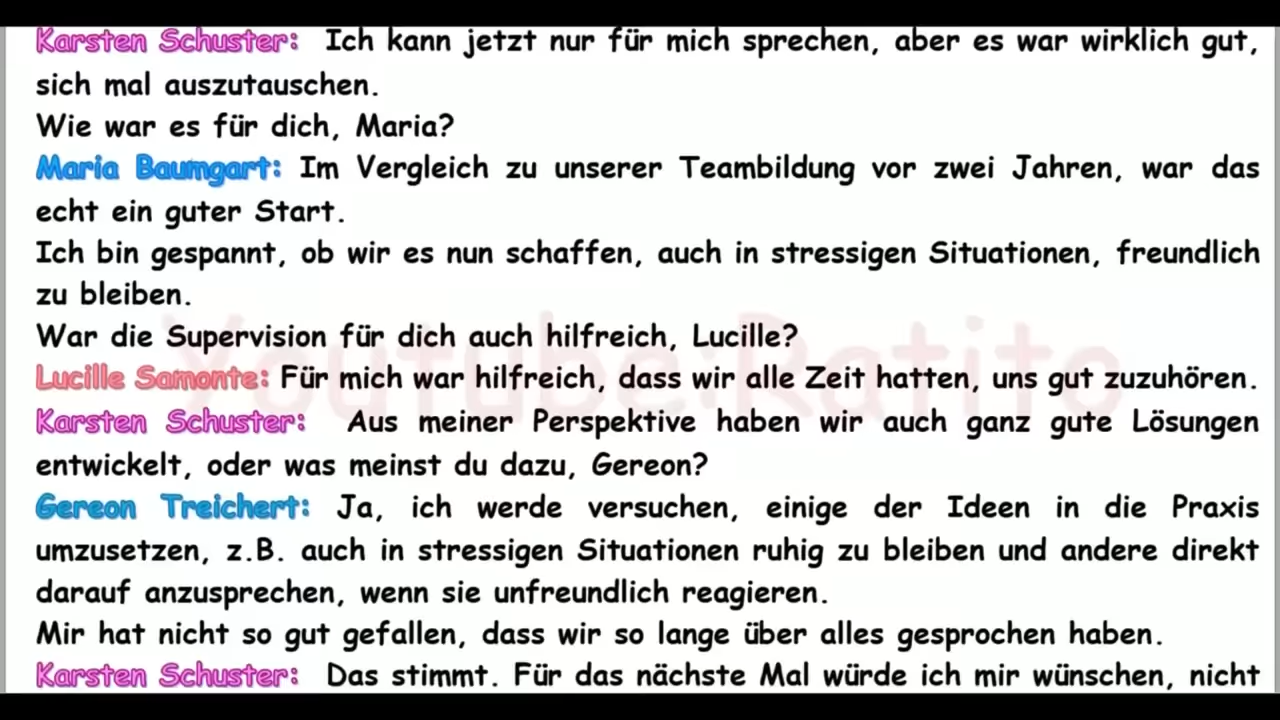 Karsten Schuster: Ich kann jetzt nur für mich sprechen, aber es war wirklich gut,
sich mal auszutauschen.
Wie war es für dich, Maria?
Maria Baumgart: Im Vergleich zu unserer Teambildung vor zwei Jahren, war das
echt ein guter Start.
Ich bin gespannt, ob wir es nun schaffen, auch in stressigen Situationen, freundlich
zu bleiben.
War die Supervision für dich auch hilfreich, Lucille?
Youtube:Ratito
Lucille Samonte: Für mich war hilfreich, dass wir alle Zeit hatten, uns gut zuzuhören.
Karsten Schuster: Aus meiner Perspektive haben wir auch ganz gute Lösungen
entwickelt, oder was meinst du dazu, Gereon?
Gereon Treichert: Ja, ich werde versuchen, einige der Ideen in die Praxis
umzusetzen, z.B. auch in stressigen Situationen ruhig zu bleiben und andere direkt
darauf anzusprechen, wenn sie unfreundlich reagieren.
Mir hat nicht so gut gefallen, dass wir so lange über alles gesprochen haben.
Karsten Schuster: Das stimmt. Für das nächste Mal würde ich mir wünschen, nicht